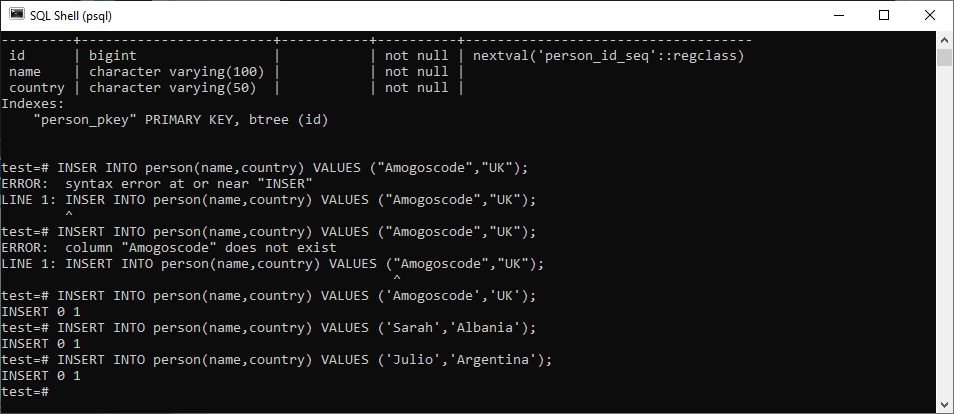 SQL Shell (psql)
---------+------------------------+-----------+----------+------------------------------------
 id      | bigint                 |           | not null | nextval('person_id_seq'::regclass)
 name    | character varying(100) |           | not null |
 country | character varying(50)  |           | not null |
Indexes:
    "person_pkey" PRIMARY KEY, btree (id)
test=# INSER INTO person(name,country) VALUES ("Amogoscode","UK");
ERROR:  syntax error at or near "INSER"
LINE 1: INSER INTO person(name,country) VALUES ("Amogoscode","UK");
        ^
test=# INSERT INTO person(name,country) VALUES ("Amogoscode","UK");
ERROR:  column "Amogoscode" does not exist
LINE 1: INSERT INTO person(name,country) VALUES ("Amogoscode","UK");
                                                 ^
test=# INSERT INTO person(name,country) VALUES ('Amogoscode','UK');
INSERT 0 1
test=# INSERT INTO person(name,country) VALUES ('Sarah','Albania');
INSERT 0 1
test=# INSERT INTO person(name,country) VALUES ('Julio','Argentina');
INSERT 0 1
test=#